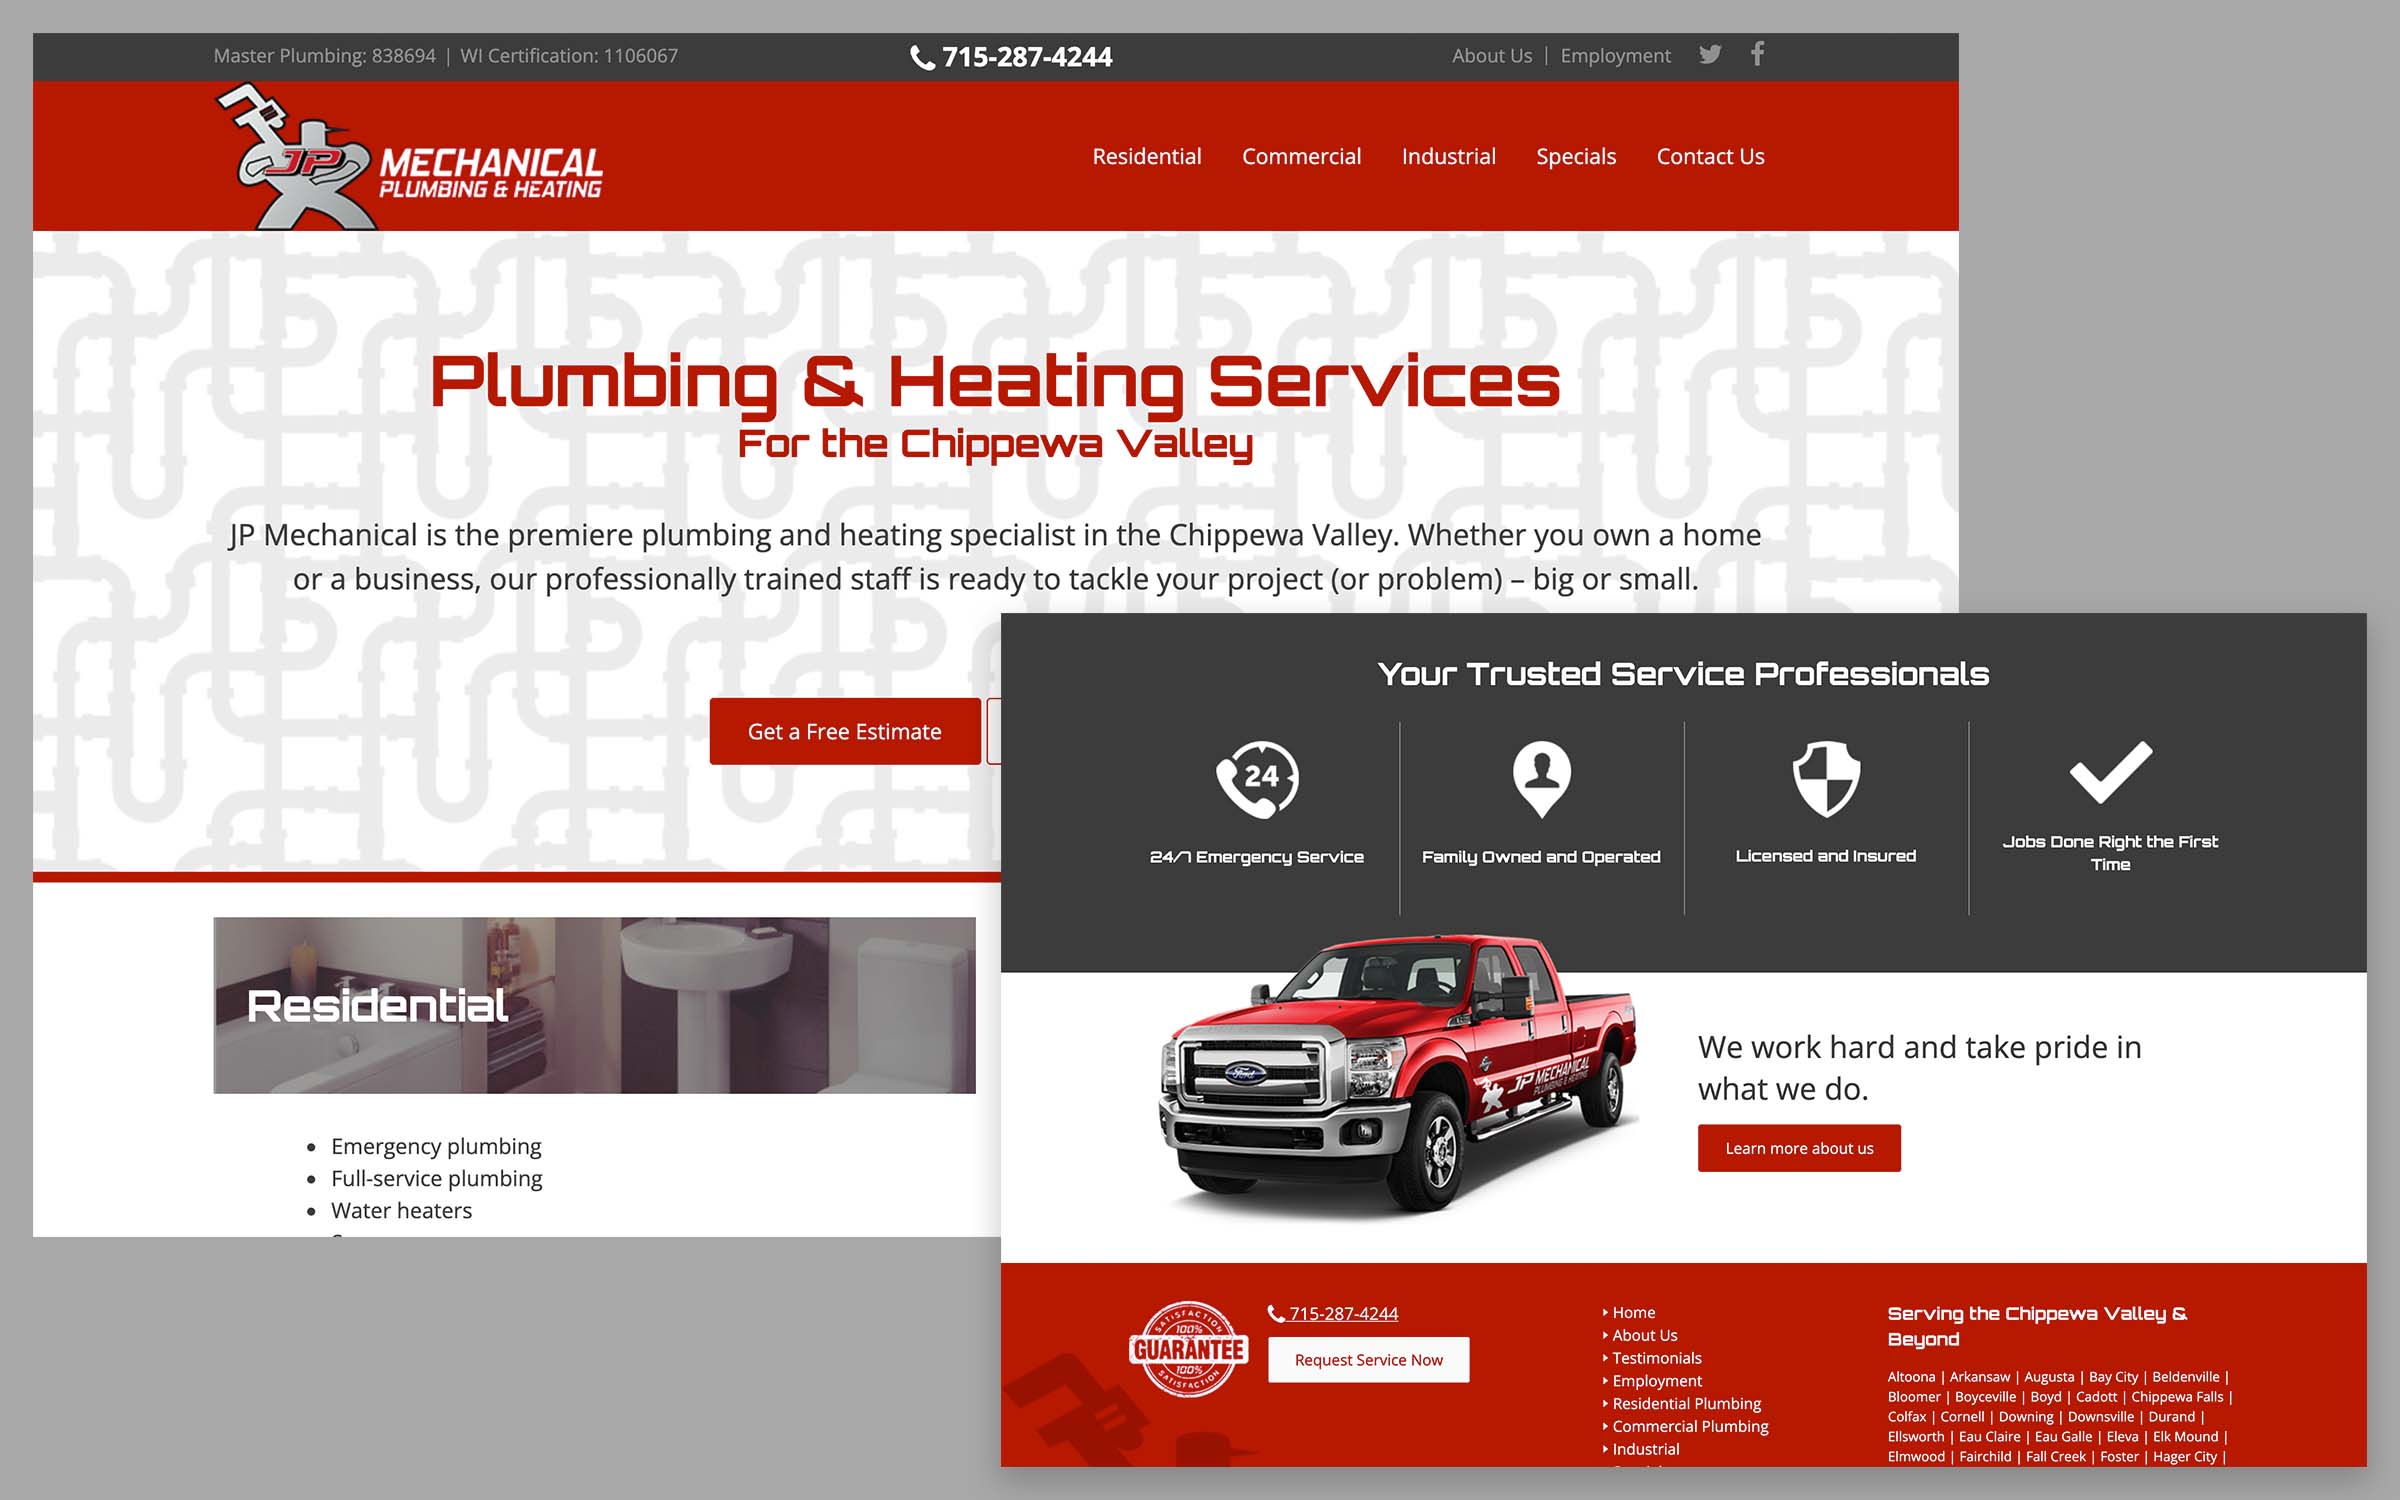 Master Plumbing: 838694 | WI Certification: 1106067
715-287-4244
About Us | Employment
JP
MECHANICAL
PLUMBING & HEATING
Residential Commercial Industrial Specials Contact Us
Plumbing & Heating Services
For the Chippewa Valley
JP Mechanical is the premiere plumbing and heating specialist in the Chippewa Valley. Whether you own a home
or a business, our professionally trained staff is ready to tackle your project (or problem) – big or small.
Get a Free Estimate
Residential
Emergency plumbing
Full-service plumbing
Water heaters
Your Trusted Service Professionals
24
24/7 Emergency Service
Family Owned and Operated
Licensed and Insured
Jobs Done Right the First
Time
Ford
JP MECHANICAL
PLUMBING & HEATING
We work hard and take pride in
what we do.
Learn more about us
SATISFACTION
100%
GUARANTEE
100%
SATISFACTION
715-287-4244
Request Service Now
Home
About Us
Testimonials
Employment
Residential Plumbing
Commercial Plumbing
Industrial
Serving the Chippewa Valley &
Beyond
Altoona | Arkansaw | Augusta | Bay City | Beldenville |
Bloomer | Boyceville | Boyd | Cadott | Chippewa Falls |
Colfax | Cornell | Downing | Downsville | Durand |
Ellsworth | Eau Claire | Eau Galle | Eleva | Elk Mound |
Elmwood | Fairchild | Fall Creek | Foster | Hager City |